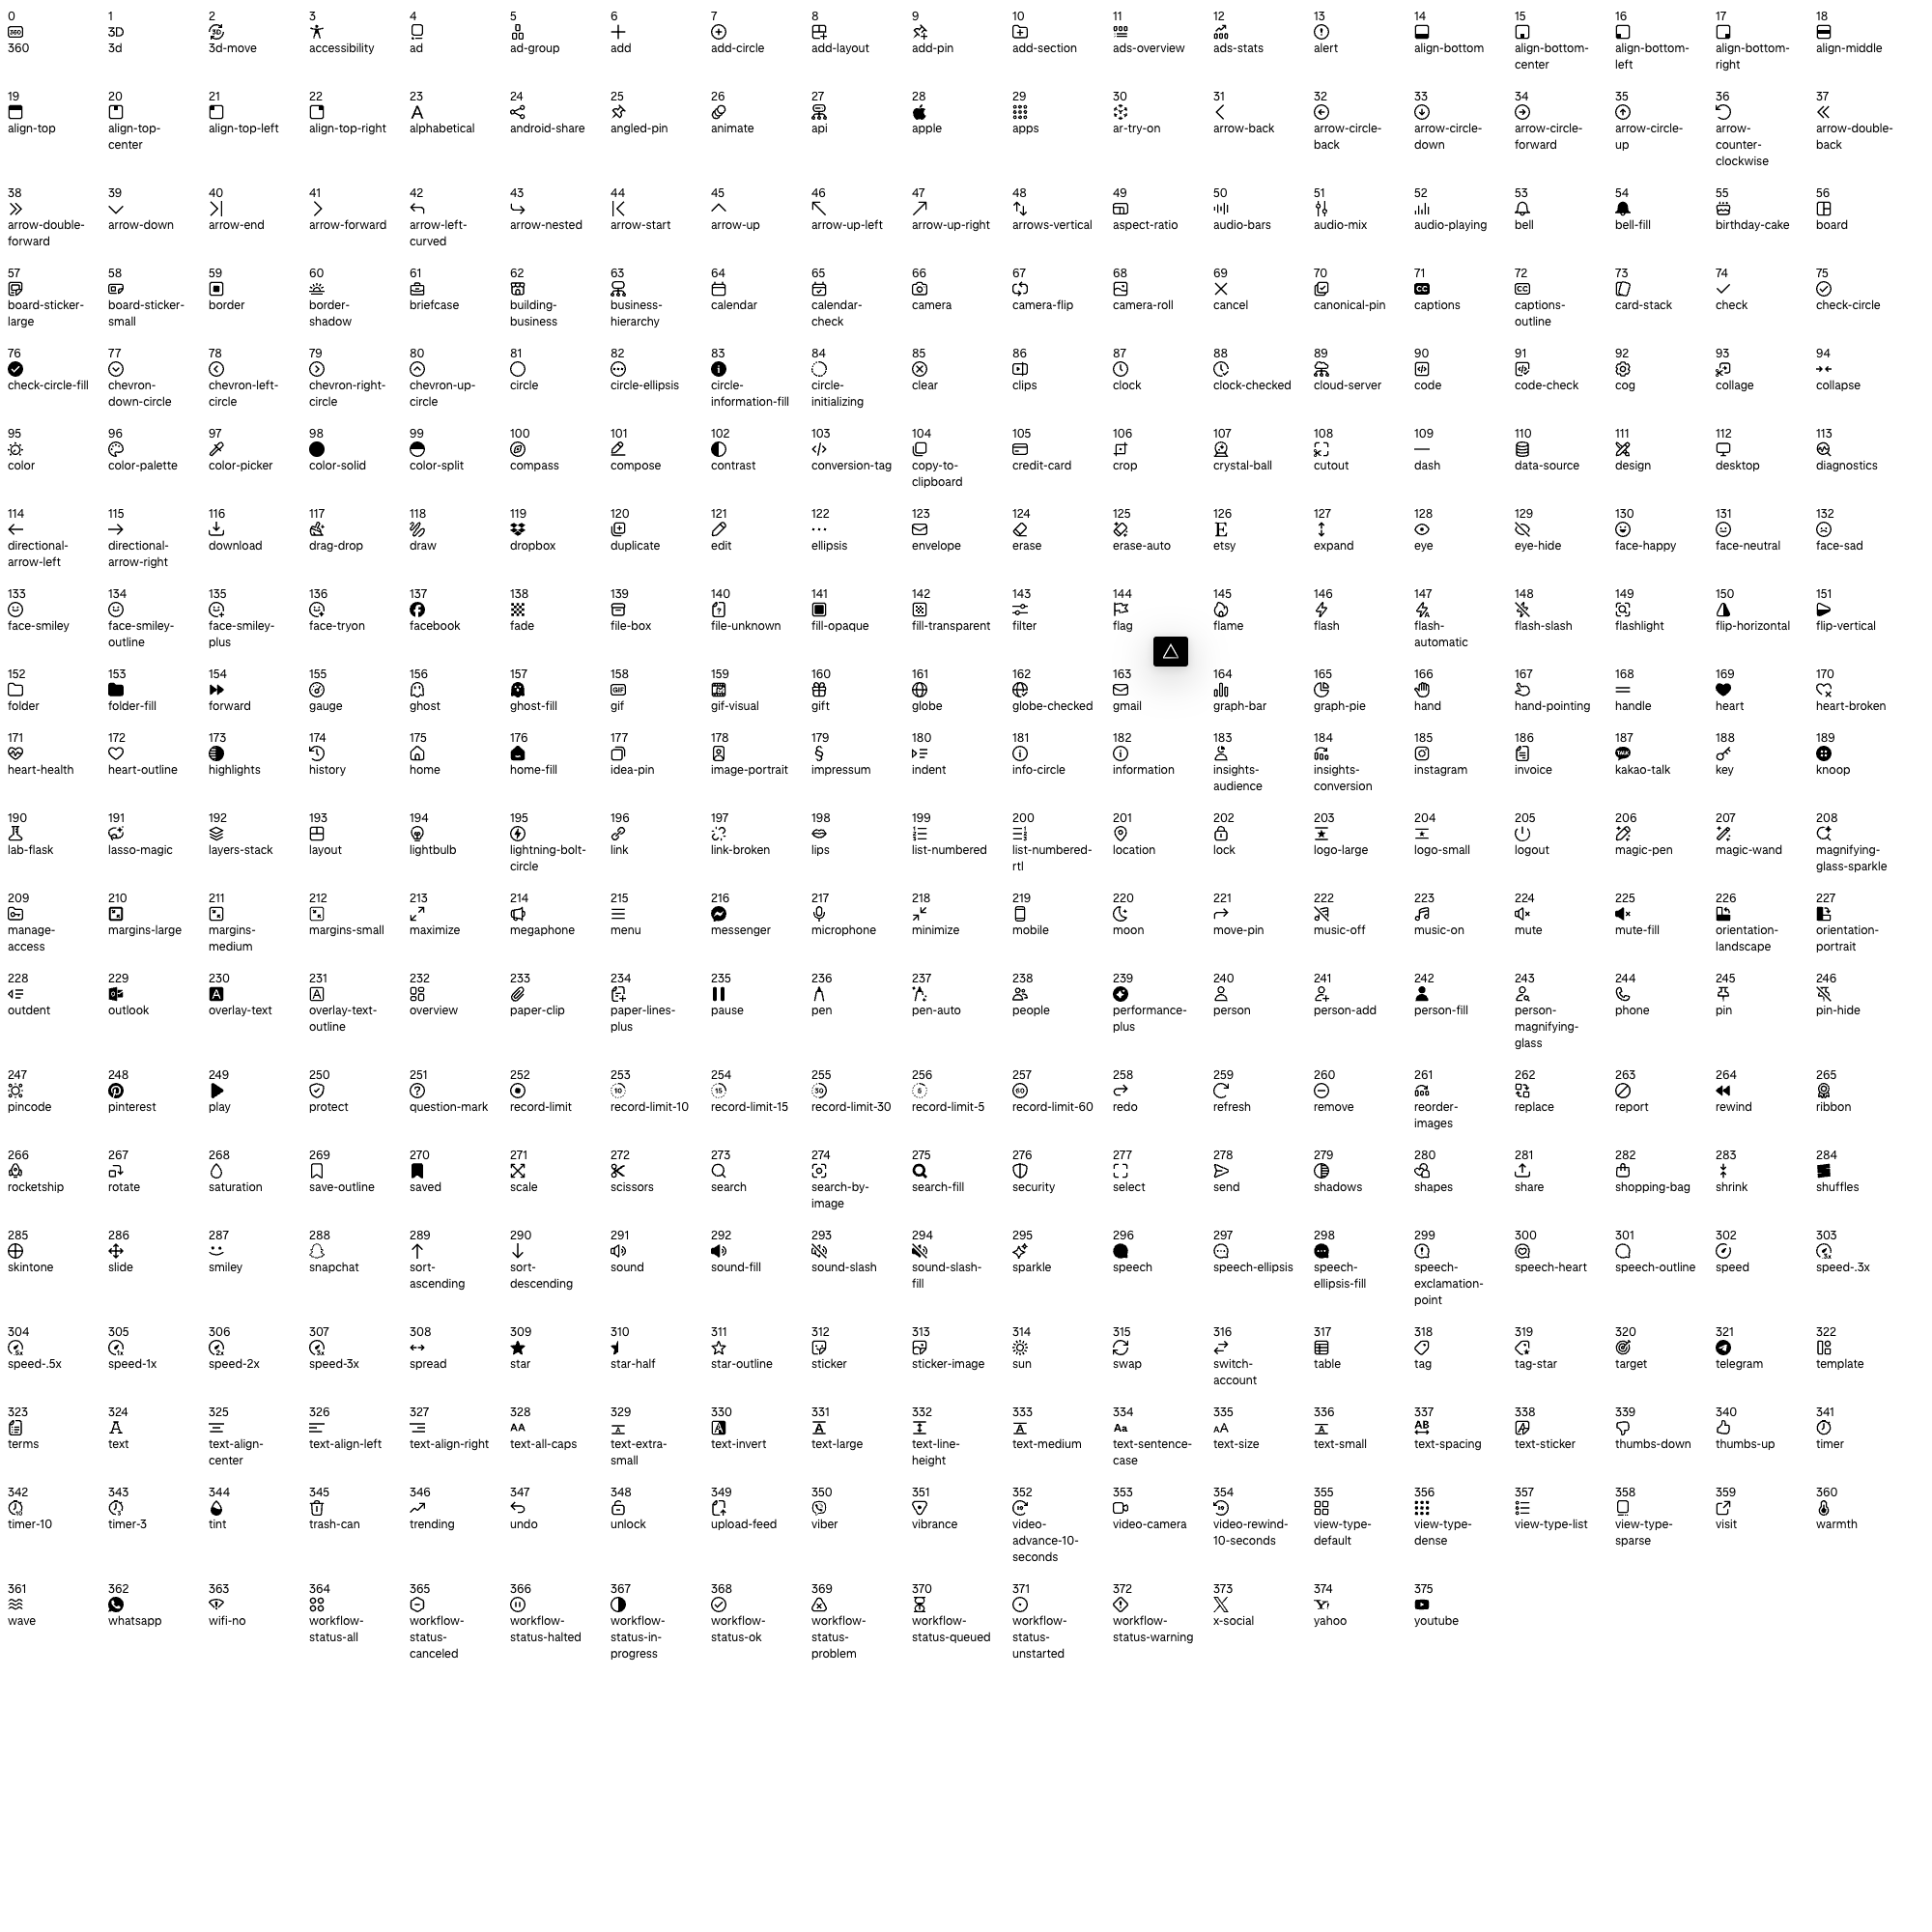 0 1 2 3 4 5 6 7 8 9 10 11 12 13 14 15 16 17 18
360 3D 3D
360 3d 3d-move accessibility ad ad-group add add-circle add-layout add-pin add-section ads-overview ads-stats alert align-bottom align-bottom- align-bottom- align-bottom- align-middle
center left right
19 20 21 22 23 24 25 26 27 28 29 30 31 32 33 34 35 36 37
A
align-top align-top- align-top-left align-top-right alphabetical android-share angled-pin animate api apple apps ar-try-on arrow-back arrow-circle- arrow-circle- arrow-circle- arrow-circle- arrow- arrow-double-
center back down forward up counter- back
clockwise
38 39 40 41 42 43 44 45 46 47 48 49 50 51 52 53 54 55 56
arrow-double- arrow-down arrow-end arrow-forward arrow-left- arrow-nested arrow-start arrow-up arrow-up-left arrow-up-right arrows-vertical aspect-ratio audio-bars audio-mix audio-playing bell bell-fill birthday-cake board
forward curved
57 58 59 60 61 62 63 64 65 66 67 68 69 70 71 72 73 74 75
CC CC
board-sticker- board-sticker- border border- briefcase building- business- calendar calendar- camera camera-flip camera-roll cancel canonical-pin captions captions- card-stack check check-circle
large small shadow business hierarchy check outline
76 77 78 79 80 81 82 83 84 85 86 87 88 89 90 91 92 93 94
check-circle-fill chevron- chevron-left- chevron-right- chevron-up- circle circle-ellipsis circle- circle- clear clips clock clock-checked cloud-server code code-check cog collage collapse
down-circle circle circle circle information-fill initializing
95 96 97 98 99 100 101 102 103 104 105 106 107 108 109 110 111 112 113
color color-palette color-picker color-solid color-split compass compose contrast conversion-tag copy-to- credit-card crop crystal-ball cutout dash data-source design desktop diagnostics
clipboard
114 115 116 117 118 119 120 121 122 123 124 125 126 127 128 129 130 131 132
E
directional- directional- download drag-drop draw dropbox duplicate edit ellipsis envelope erase erase-auto etsy expand eye eye-hide face-happy face-neutral face-sad
arrow-left arrow-right
133 134 135 136 137 138 139 140 141 142 143 144 145 146 147 148 149 150 151
face-smiley face-smiley- face-smiley- face-tryon facebook fade file-box file-unknown fill-opaque fill-transparent filter flag flame flash flash- flash-slash flashlight flip-horizontal flip-vertical
outline plus automatic
152 153 154 155 156 157 158 159 160 161 162 163 164 165 166 167 168 169 170
GIF
folder folder-fill forward gauge ghost ghost-fill gif gif-visual gift globe globe-checked gmail graph-bar graph-pie hand hand-pointing handle heart heart-broken
171 172 173 174 175 176 177 178 179 180 181 182 183 184 185 186 187 188 189
§ TALK
heart-health heart-outline highlights history home home-fill idea-pin image-portrait impressum indent info-circle information insights- insights- instagram invoice kakao-talk key knoop
audience conversion
190 191 192 193 194 195 196 197 198 199 200 201 202 203 204 205 206 207 208
lab-flask lasso-magic layers-stack layout lightbulb lightning-bolt- link link-broken lips list-numbered list-numbered- location lock logo-large logo-small logout magic-pen magic-wand magnifying-
circle rtl glass-sparkle
209 210 211 212 213 214 215 216 217 218 219 220 221 222 223 224 225 226 227
manage- margins-large margins- margins-small maximize megaphone menu messenger microphone minimize mobile moon move-pin music-off music-on mute mute-fill orientation- orientation-
access medium landscape portrait
228 229 230 231 232 233 234 235 236 237 238 239 240 241 242 243 244 245 246
A A
outdent outlook overlay-text overlay-text- overview paper-clip paper-lines- pause pen pen-auto people performance- person person-add person-fill person- phone pin pin-hide
outline plus plus magnifying-
glass
247 248 249 250 251 252 253 254 255 256 257 258 259 260 261 262 263 264 265
10 15 30 5 60
pincode pinterest play protect question-mark record-limit record-limit-10 record-limit-15 record-limit-30 record-limit-5 record-limit-60 redo refresh remove reorder- replace report rewind ribbon
images
266 267 268 269 270 271 272 273 274 275 276 277 278 279 280 281 282 283 284
rocketship rotate saturation save-outline saved scale scissors search search-by- search-fill security select send shadows shapes share shopping-bag shrink shuffles
image
285 286 287 288 289 290 291 292 293 294 295 296 297 298 299 300 301 302 303
skintone slide smiley snapchat sort- sort- sound sound-fill sound-slash sound-slash- sparkle speech speech-ellipsis speech- speech- speech-heart speech-outline speed speed-.3x
ascending descending fill ellipsis-fill exclamation-
point
304 305 306 307 308 309 310 311 312 313 314 315 316 317 318 319 320 321 322
speed-.5x speed-1x speed-2x speed-3x spread star star-half star-outline sticker sticker-image sun swap switch- table tag tag-star target telegram template
account
323 324 325 326 327 328 329 330 331 332 333 334 335 336 337 338 339 340 341
A AA A A A A Aa AA A AB A
terms text text-align- text-align-left text-align-right text-all-caps text-extra- text-invert text-large text-line- text-medium text-sentence- text-size text-small text-spacing text-sticker thumbs-down thumbs-up timer
center small height case
342 343 344 345 346 347 348 349 350 351 352 353 354 355 356 357 358 359 360
timer-10 timer-3 tint trash-can trending undo unlock upload-feed viber vibrance video- video-camera video-rewind- view-type- view-type- view-type-list view-type- visit warmth
advance-10- 10-seconds default dense sparse
seconds
361 362 363 364 365 366 367 368 369 370 371 372 373 374 375
wave whatsapp wifi-no workflow- workflow- workflow- workflow- workflow- workflow- workflow- workflow- workflow- x-social yahoo youtube
status-all status- status-halted status-in- status-ok status- status-queued status- status-warning
canceled progress problem unstarted